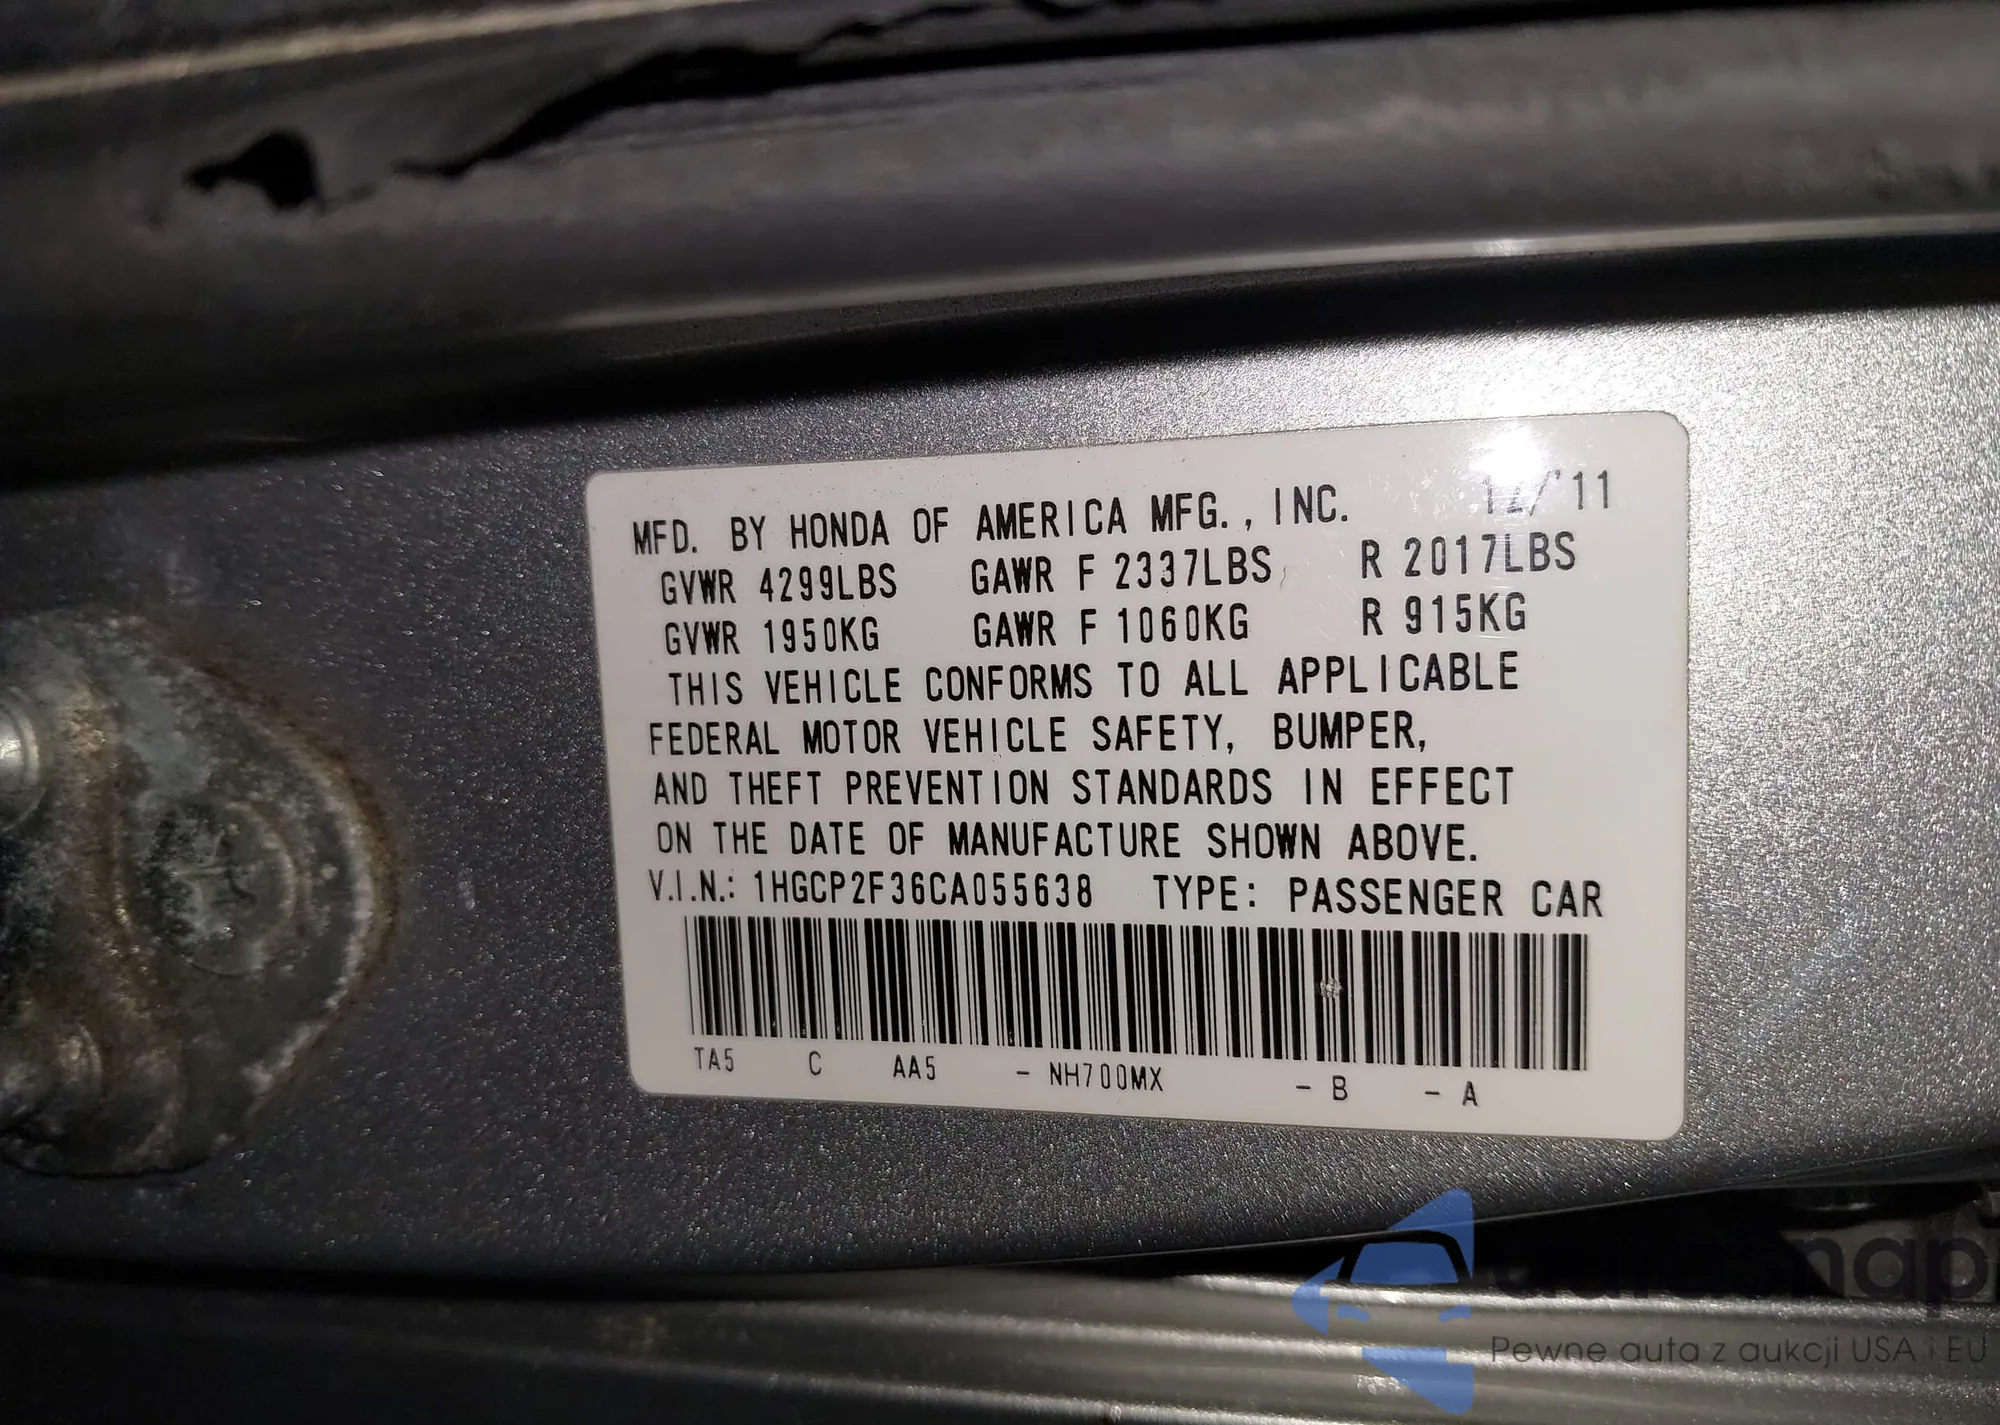 MFD. BY HONDA OF AMERICA MFG., INC. 12/'11
GVWR 4299LBS GAWR F 2337LBS R 2017LBS
GVWR 1950KG GAWR F 1060KG R 915KG
THIS VEHICLE CONFORMS TO ALL APPLICABLE
FEDERAL MOTOR VEHICLE SAFETY, BUMPER,
AND THEFT PREVENTION STANDARDS IN EFFECT
ON THE DATE OF MANUFACTURE SHOWN ABOVE.
V.I.N.: 1HGCP2F36CA055638 TYPE: PASSENGER CAR
TA5 C AA5 - NH700MX - B - A
Pewne auta z aukcji USA i EU